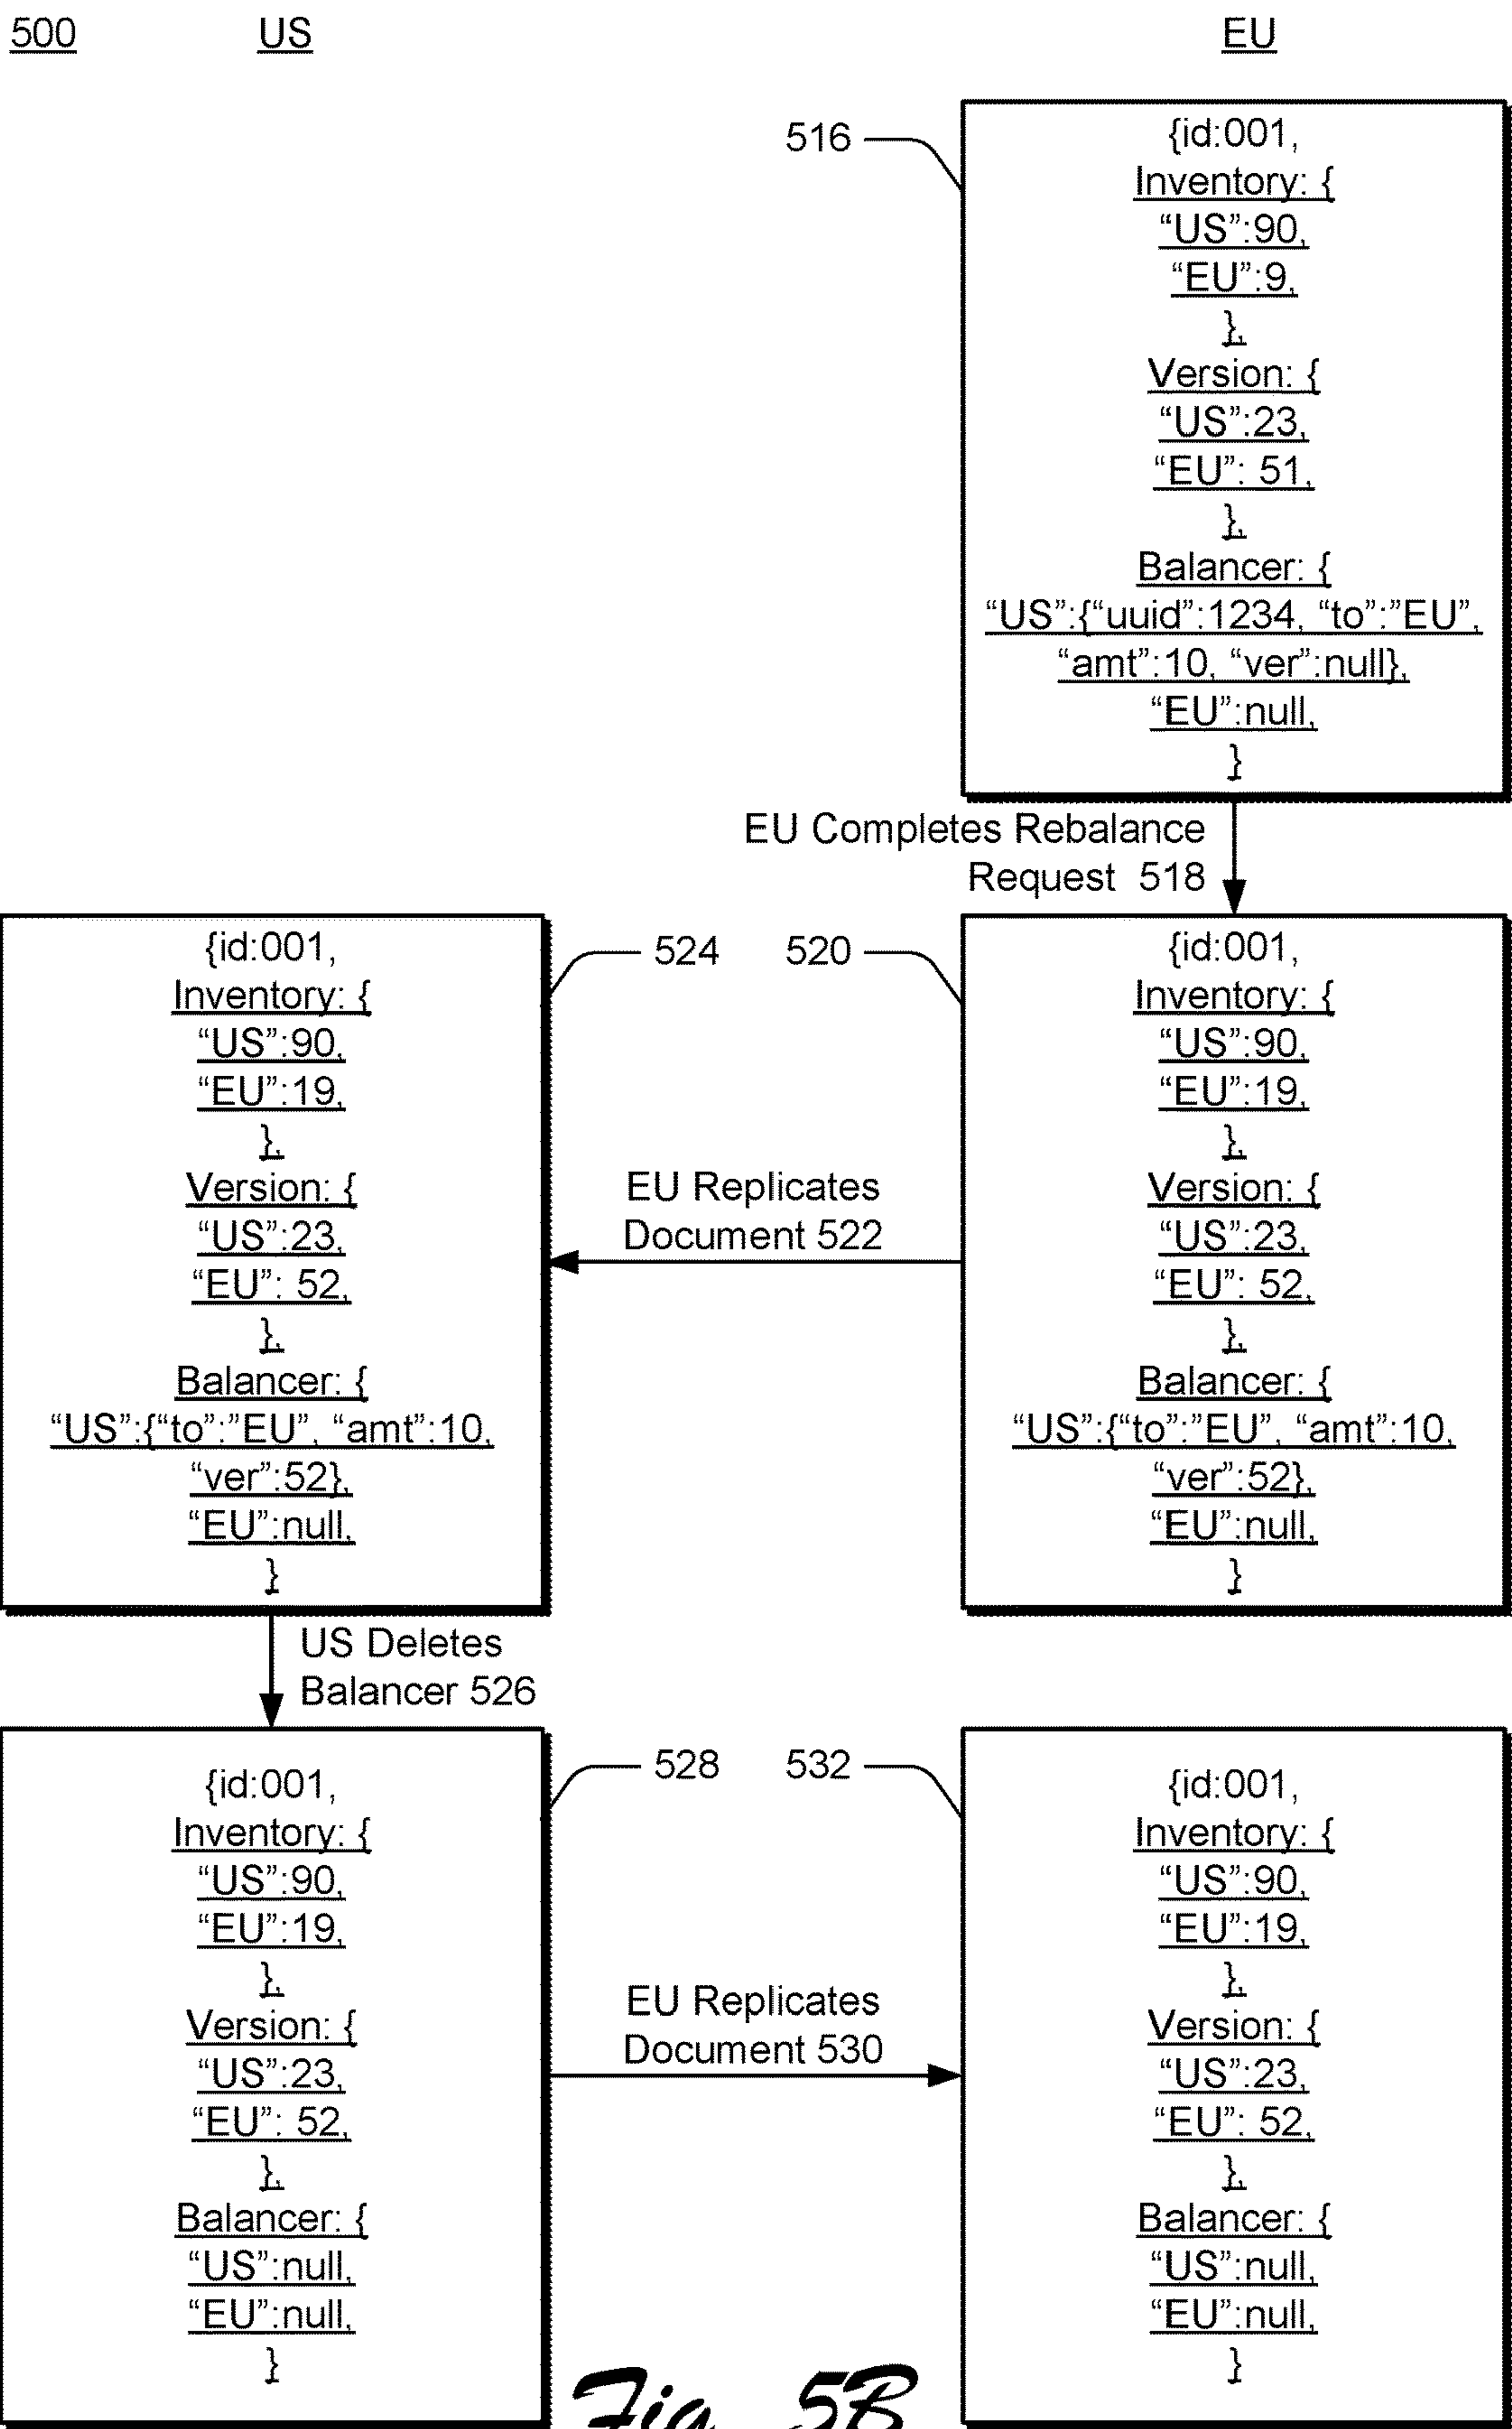 500
US
EU
516
{id:001,
Inventory: {
“US”:90,
“EU”:9,
},
Version: {
“US”:23,
“EU”: 51,
},
Balancer: {
“US”:{“uuid”:1234, “to”:”EU”,
“amt”:10, “ver”:null},
“EU”:null,
}
EU Completes Rebalance
Request 518
524
{id:001,
Inventory: {
“US”:90,
“EU”:19,
},
Version: {
“US”:23,
“EU”: 52,
},
Balancer: {
“US”:{“to”:”EU”, “amt”:10,
“ver”:52},
“EU”:null,
}
EU Replicates
Document 522
520
{id:001,
Inventory: {
“US”:90,
“EU”:19,
},
Version: {
“US”:23,
“EU”: 52,
},
Balancer: {
“US”:{“to”:”EU”, “amt”:10,
“ver”:52},
“EU”:null,
}
US Deletes
Balancer 526
528
{id:001,
Inventory: {
“US”:90,
“EU”:19,
},
Version: {
“US”:23,
“EU”: 52,
},
Balancer: {
“US”:null,
“EU”:null,
}
EU Replicates
Document 530
532
{id:001,
Inventory: {
“US”:90,
“EU”:19,
},
Version: {
“US”:23,
“EU”: 52,
},
Balancer: {
“US”:null,
“EU”:null,
}
Fig. 5B